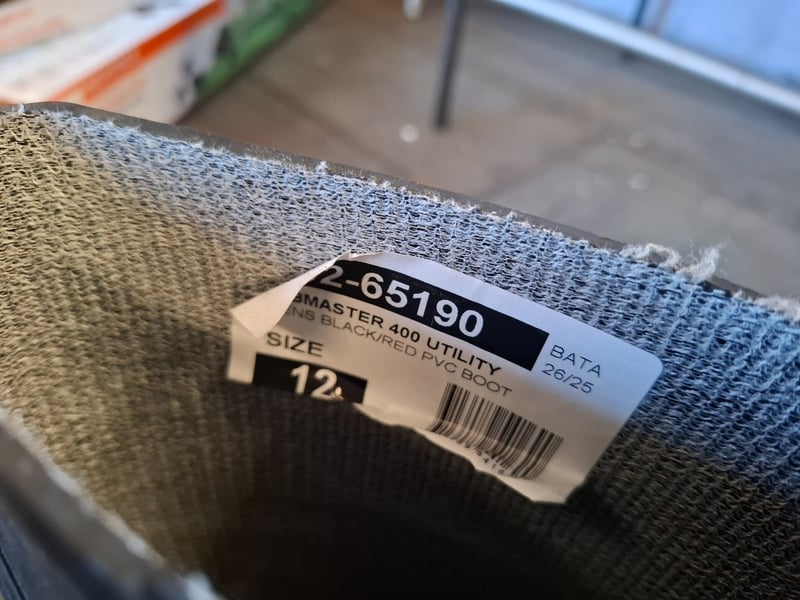 2-65190
BMASTER 400 UTILITY
ENS BLACK/RED PVC BOOT
SIZE
12
BATA
26/25